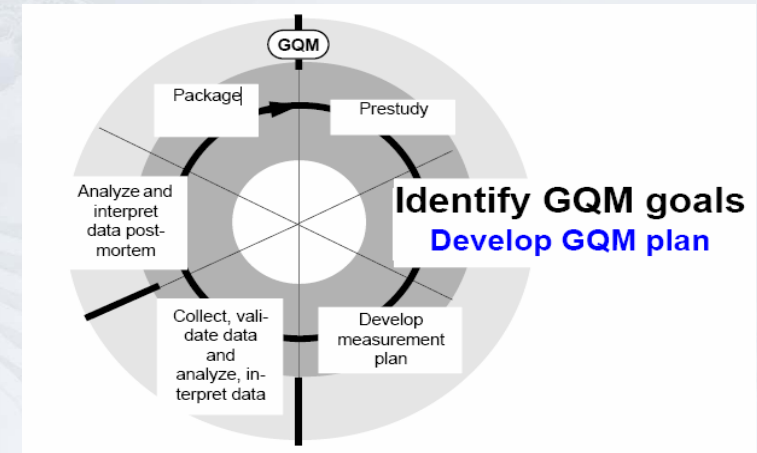 GQM
Package
Prestudy
Identify GQM goals
Develop GQM plan
Develop
measurement
plan
Collect, vali-
date data
and
analyze, in-
terpret data
Analyze and
interpret
data post-
mortem